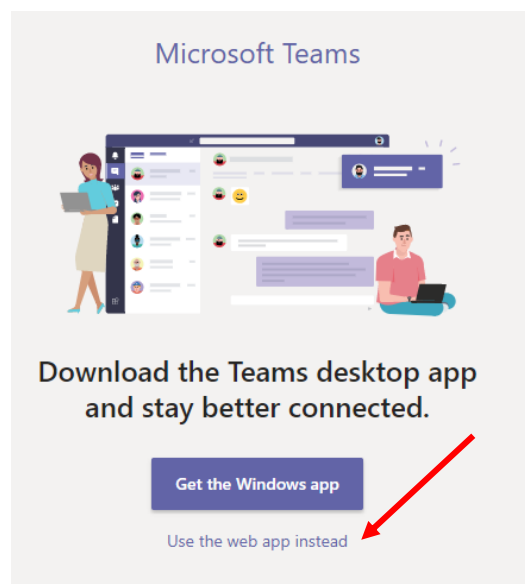 Microsoft Teams
Download the Teams desktop app
and stay better connected.
Get the Windows app
Use the web app instead